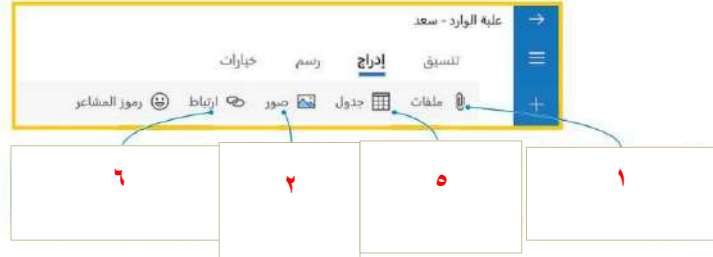 علبة الوارد - سعد
تنسيق إدراج رسم خيارات
ملفات جدول صور ارتباط رموز المشاعر
١ ٥ ٢ ٦